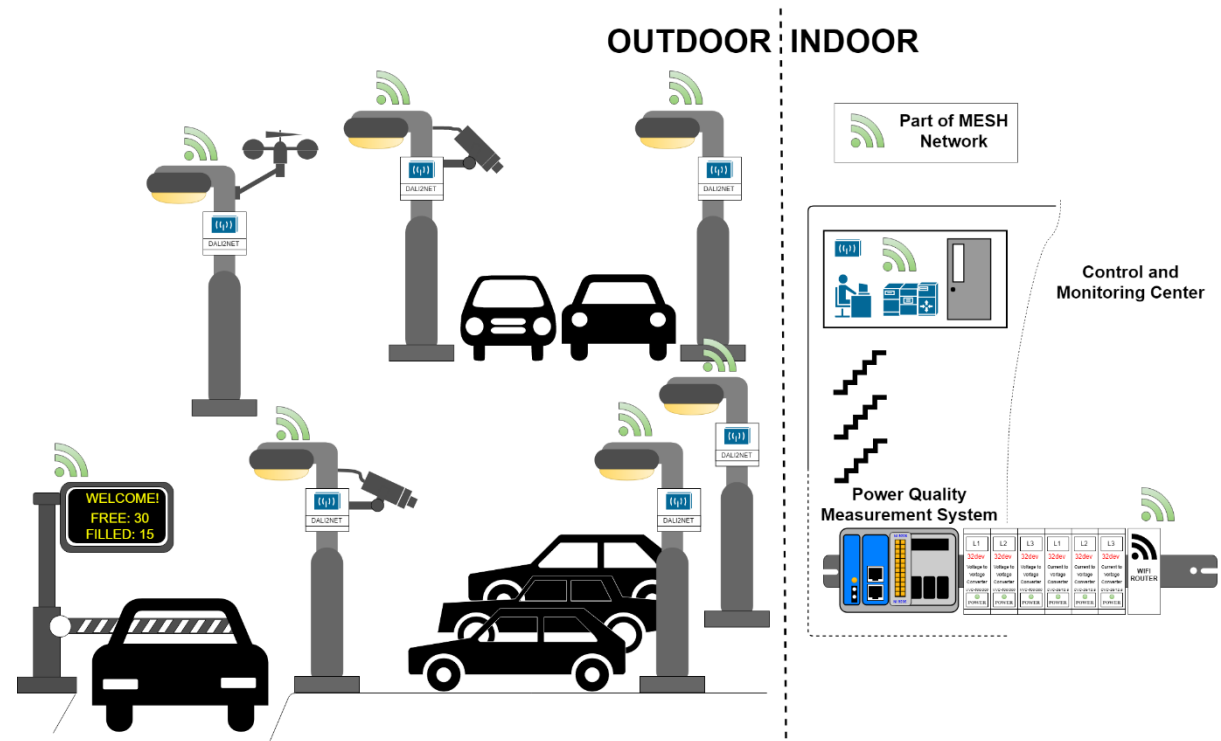 OUTDOOR INDOOR
Part of MESH
Network
DALI2NET
DALI2NET
DALI2NET
Control and
Monitoring Center
DALI2NET
DALI2NET
DALI2NET
WELCOME!
FREE: 30
FILLED: 15
Power Quality
Measurement System
L1 L2 L3 L1 L2 L3
32dev 32dev 32dev 32dev 32dev 32dev
Voltage to Voltage to Voltage to Current to Current to Current to
Voltage Voltage Voltage Voltage Voltage Voltage
Converter Converter Converter Converter Converter Converter
POWER POWER POWER POWER POWER POWER
WIFI
ROUTER